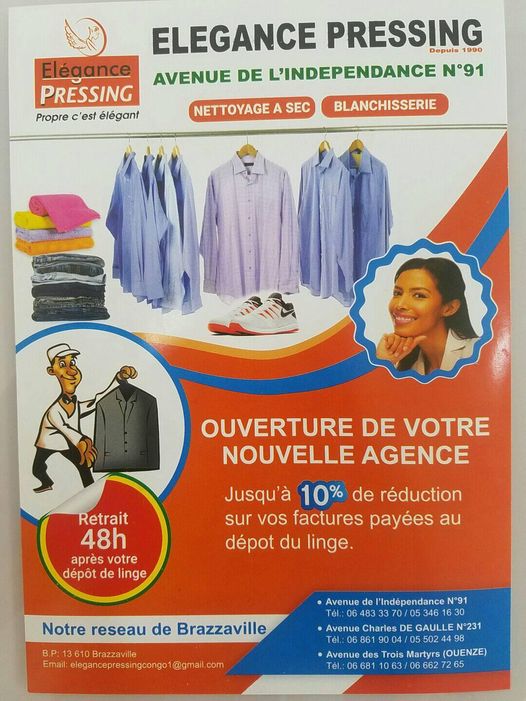 Elégance
PRESSING
Propre c'est élégant
ELEGANCE PRESSING
Depuis 1990
AVENUE DE L'INDEPENDANCE N°91
NETTOYAGE A SEC
BLANCHISSERIE
OUVERTURE DE VOTRE
NOUVELLE AGENCE
Jusqu'à 10% de réduction
sur vos factures payées au
dépot du linge.
Retrait
48h
après votre
dépôt de linge
Notre reseau de Brazzaville
B.P: 13 610 Brazzaville
Email: elegancepressingcongo1@gmail.com
• Avenue de l'Indépendance N°91
Tél.: 06 483 33 70 / 05 346 16 30
• Avenue Charles DE GAULLE N°231
Tél.: 06 861 90 04 / 05 502 44 98
• Avenue des Trois Martyrs (OUENZE)
Tél.: 06 681 10 63 / 06 662 72 65